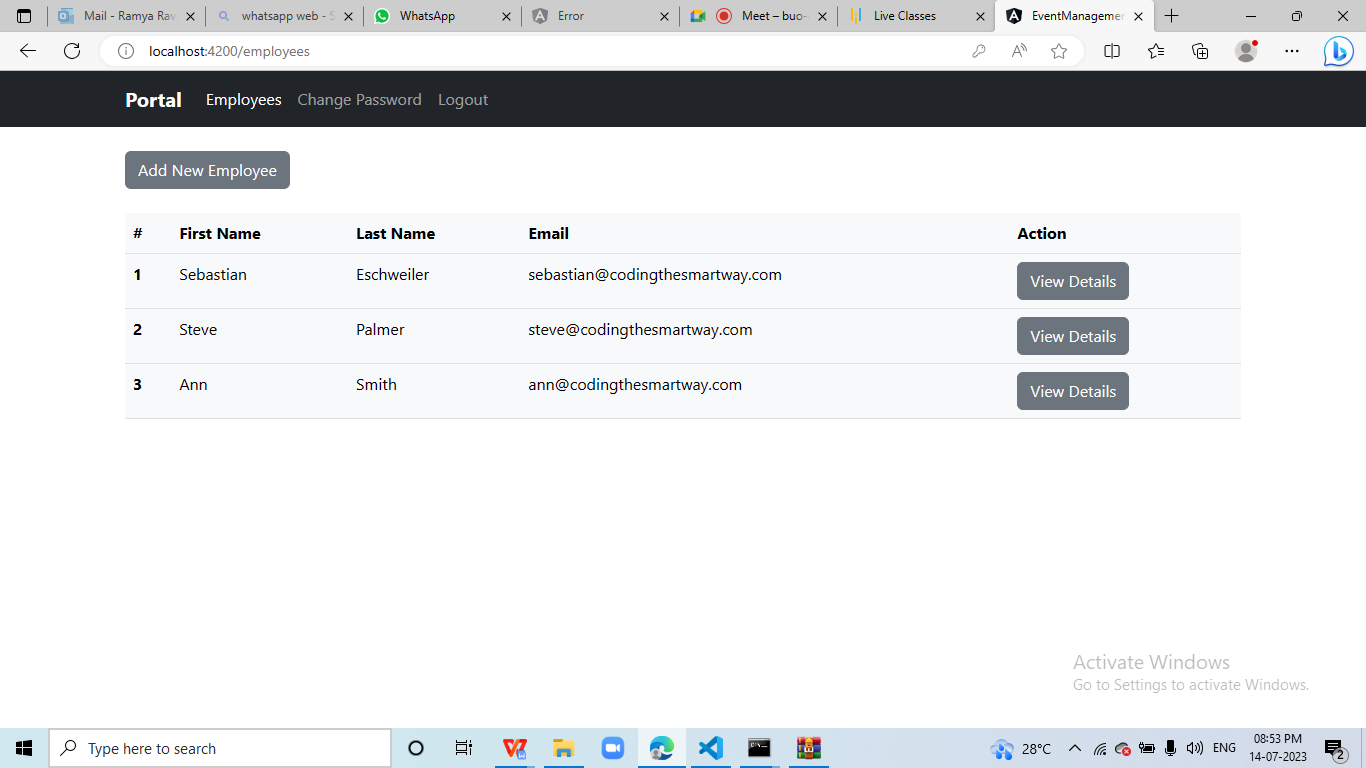 Mail - Ramya Rav
whatsapp web - S
WhatsApp
Error
Meet – buo-
Live Classes
EventManagemen
localhost:4200/employees
Portal Employees Change Password Logout
Add New Employee
# First Name Last Name Email Action
1 Sebastian Eschweiler sebastian@codingthesmartway.com View Details
2 Steve Palmer steve@codingthesmartway.com View Details
3 Ann Smith ann@codingthesmartway.com View Details
Activate Windows
Go to Settings to activate Windows.
Type here to search
28°C
ENG
08:53 PM
14-07-2023
2